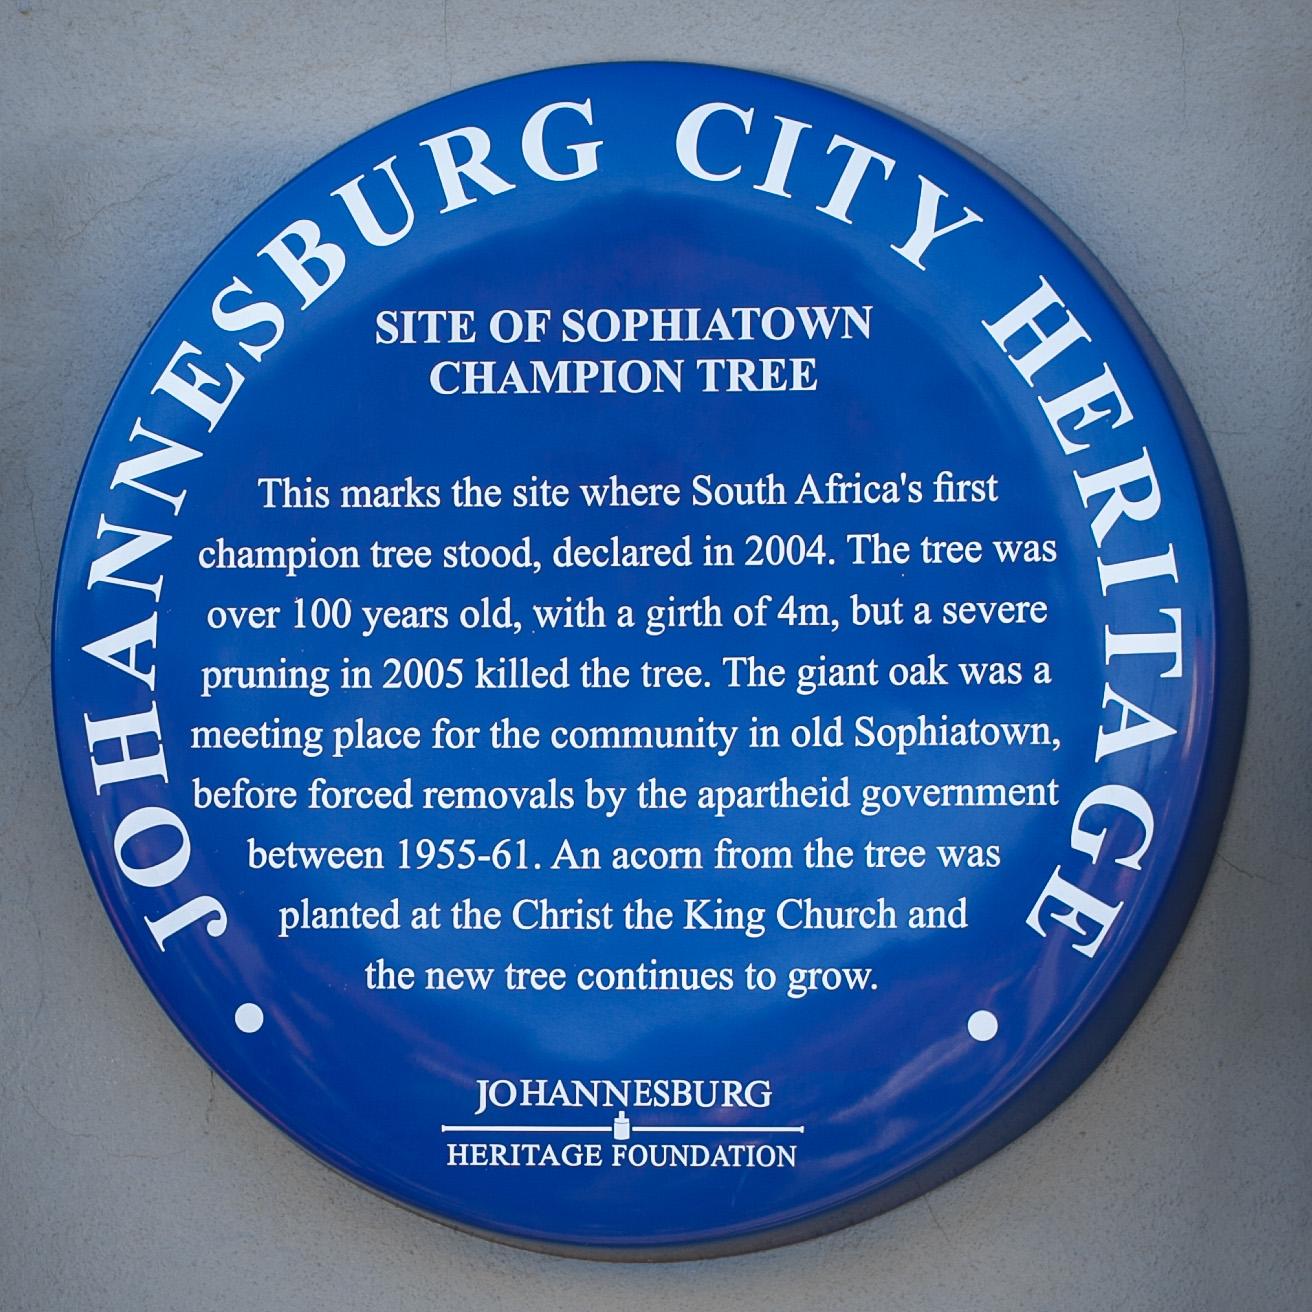 JOHANNESBURG CITY HERITAGE
SITE OF SOPHIATOWN
CHAMPION TREE
This marks the site where South Africa's first
champion tree stood, declared in 2004. The tree was
over 100 years old, with a girth of 4m, but a severe
pruning in 2005 killed the tree. The giant oak was a
meeting place for the community in old Sophiatown,
before forced removals by the apartheid government
between 1955-61. An acorn from the tree was
planted at the Christ the King Church and
the new tree continues to grow.
JOHANNESBURG
HERITAGE FOUNDATION